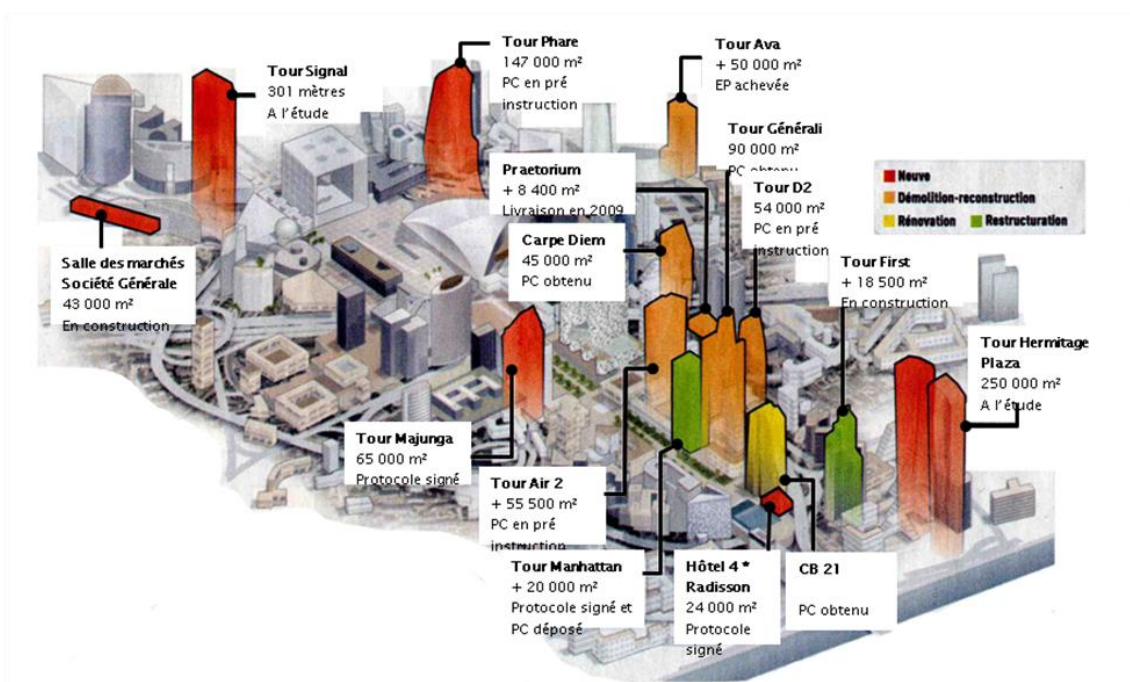 Tour Signal
301 mètres
A l'étude
Tour Phare
147 000 m²
PC en pré
instruction
Tour Ava
+ 50 000 m²
EP achevée
Tour Générali
90 000 m²
PC obtenu
Praetorium
+ 8 400 m²
Livraison en 2009
Tour D2
54 000 m²
PC en pré
instruction
Neuve
Démolition-reconstruction
Rénovation
Restructuration
Carpe Diem
45 000 m²
PC obtenu
Salle des marchés
Société Générale
43 000 m²
En construction
Tour First
+ 18 500 m²
En construction
Tour Hermitage
Plaza
250 000 m²
A l'étude
Tour Majunga
65 000 m²
Protocole signé
Tour Air 2
+ 55 500 m²
PC en pré
instruction
Tour Manhattan
+ 20 000 m²
Protocole signé et
PC déposé
Hôtel 4 *
Radisson
24 000 m²
Protocole
signé
CB 21
PC obtenu